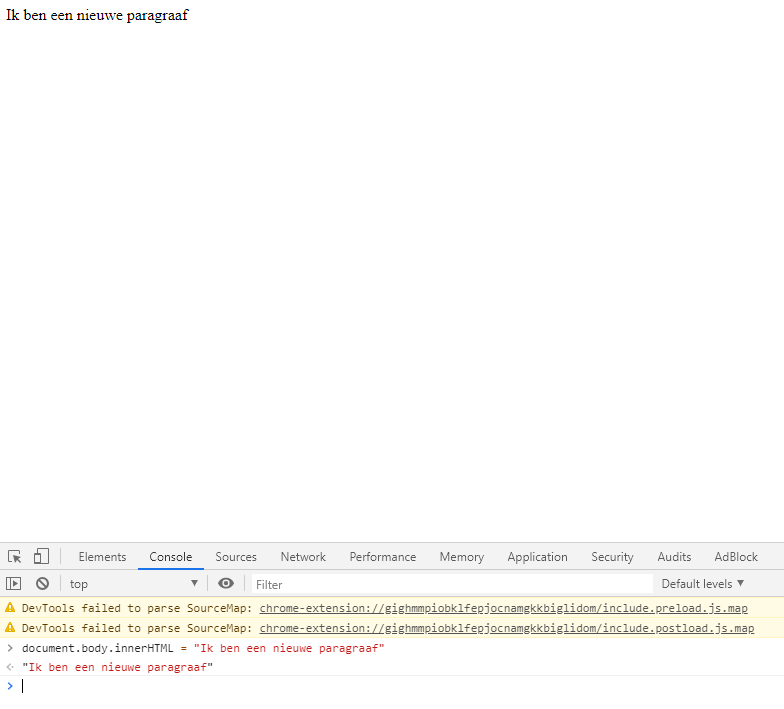 Ik ben een nieuwe paragraaf
Elements Console Sources Network Performance Memory Application Security Audits AdBlock
top ▼ Filter Default levels ▼
DevTools failed to parse SourceMap: chrome-extension://gighmmpiobklfepjocnamgkkbiglidom/include.preload.js.map
DevTools failed to parse SourceMap: chrome-extension://gighmmpiobklfepjocnamgkkbiglidom/include.postload.js.map
> document.body.innerHTML = "Ik ben een nieuwe paragraaf"
"Ik ben een nieuwe paragraaf"
>